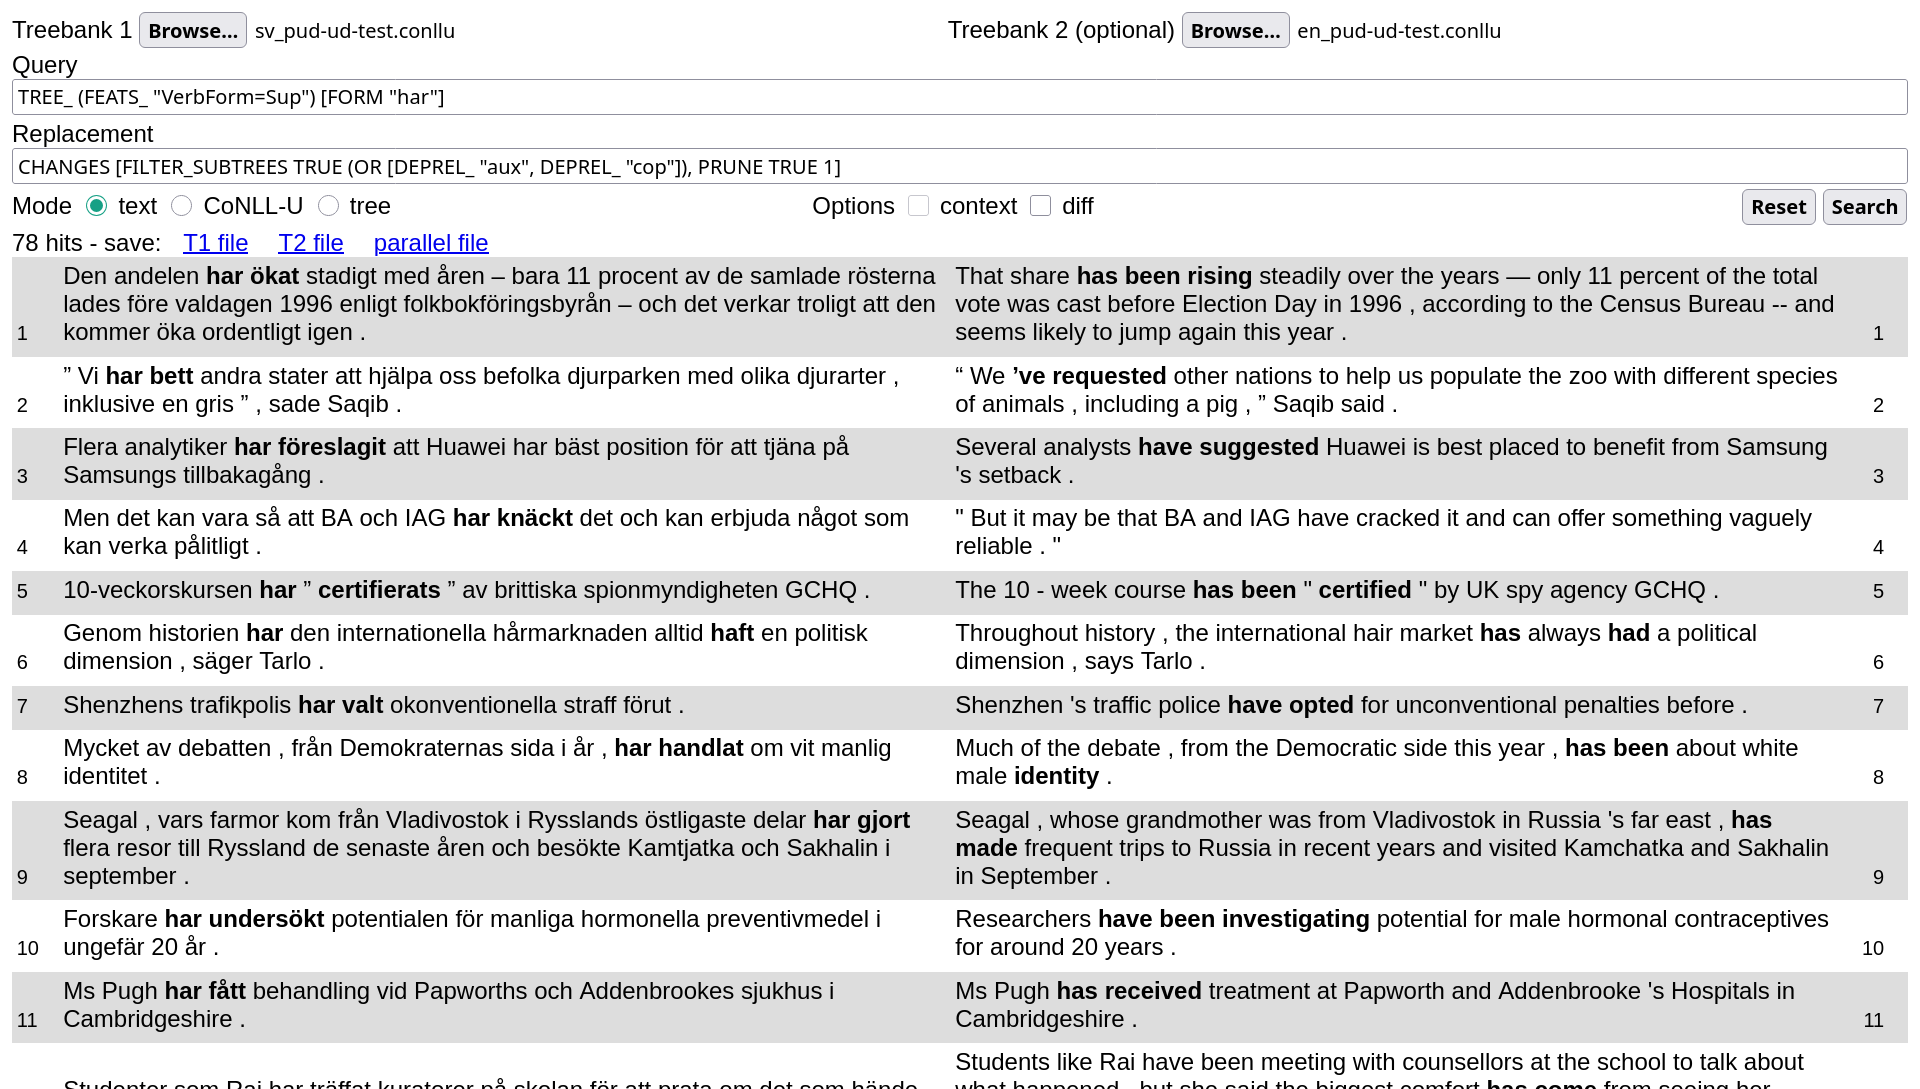 Treebank 1 Browse... sv_pud-ud-test.conllu Treebank 2 (optional) Browse... en_pud-ud-test.conllu
Query
TREE_ (FEATS_ "VerbForm=Sup") [FORM "har"]
Replacement
CHANGES [FILTER_SUBTREES TRUE (OR [DEPREL_ "aux", DEPREL_ "cop"]), PRUNE TRUE 1]
Mode text CoNLL-U tree Options context diff Reset Search
78 hits - save: T1 file T2 file parallel file
Den andelen har ökat stadigt med åren – bara 11 procent av de samlade rösterna
lades före valdagen 1996 enligt folkbokföringsbyrån – och det verkar troligt att den
1 kommer öka ordentligt igen .
That share has been rising steadily over the years — only 11 percent of the total
vote was cast before Election Day in 1996 , according to the Census Bureau -- and
seems likely to jump again this year . 1
” Vi har bett andra stater att hjälpa oss befolka djurparken med olika djurarter ,
2 inklusive en gris ” , sade Saqib .
“ We ’ve requested other nations to help us populate the zoo with different species
of animals , including a pig , ” Saqib said . 2
Flera analytiker har föreslagit att Huawei har bäst position för att tjäna på
3 Samsungs tillbakagång .
Several analysts have suggested Huawei is best placed to benefit from Samsung
's setback . 3
Men det kan vara så att BA och IAG har knäckt det och kan erbjuda något som
4 kan verka pålitligt .
" But it may be that BA and IAG have cracked it and can offer something vaguely
reliable . " 4
5 10-veckorskursen har ” certifierats ” av brittiska spionmyndigheten GCHQ .
The 10 - week course has been " certified " by UK spy agency GCHQ . 5
Genom historien har den internationella hårmarknaden alltid haft en politisk
6 dimension , säger Tarlo .
Throughout history , the international hair market has always had a political
dimension , says Tarlo . 6
7 Shenzhens trafikpolis har valt okonventionella straff förut .
Shenzhen 's traffic police have opted for unconventional penalties before . 7
Mycket av debatten , från Demokraternas sida i år , har handlat om vit manlig
8 identitet .
Much of the debate , from the Democratic side this year , has been about white
male identity . 8
Seagal , vars farmor kom från Vladivostok i Rysslands östligaste delar har gjort
flera resor till Ryssland de senaste åren och besökte Kamtjatka och Sakhalin i
9 september .
Seagal , whose grandmother was from Vladivostok in Russia 's far east , has
made frequent trips to Russia in recent years and visited Kamchatka and Sakhalin
in September . 9
Forskare har undersökt potentialen för manliga hormonella preventivmedel i
10 ungefär 20 år .
Researchers have been investigating potential for male hormonal contraceptives
for around 20 years . 10
Ms Pugh har fått behandling vid Papworths och Addenbrookes sjukhus i
11 Cambridgeshire .
Ms Pugh has received treatment at Papworth and Addenbrooke 's Hospitals in
Cambridgeshire . 11
Studenter som Rai har träffat kuratorer på skolan för att prata om det som hände
Students like Rai have been meeting with counsellors at the school to talk about
what happened , but she said the biggest comfort has come from seeing her